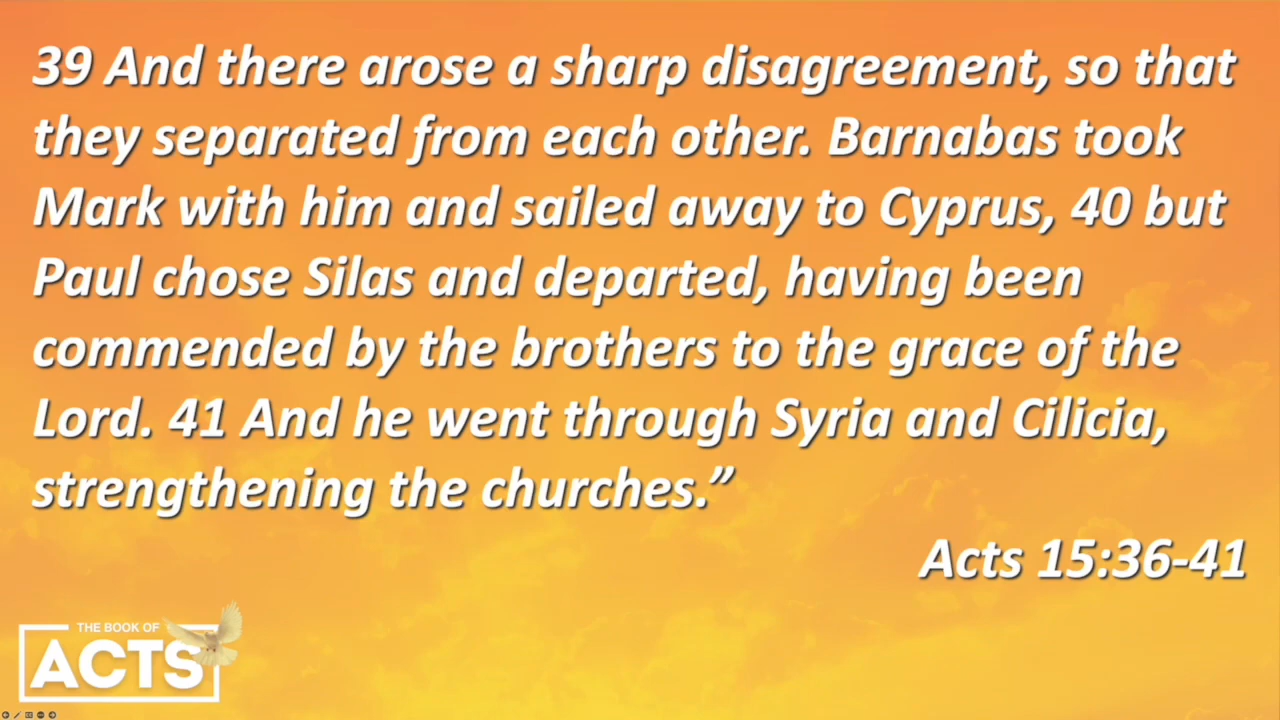 39 And there arose a sharp disagreement, so that
they separated from each other. Barnabas took
Mark with him and sailed away to Cyprus, 40 but
Paul chose Silas and departed, having been
commended by the brothers to the grace of the
Lord. 41 And he went through Syria and Cilicia,
strengthening the churches.”
Acts 15:36-41
THE BOOK OF
ACTS